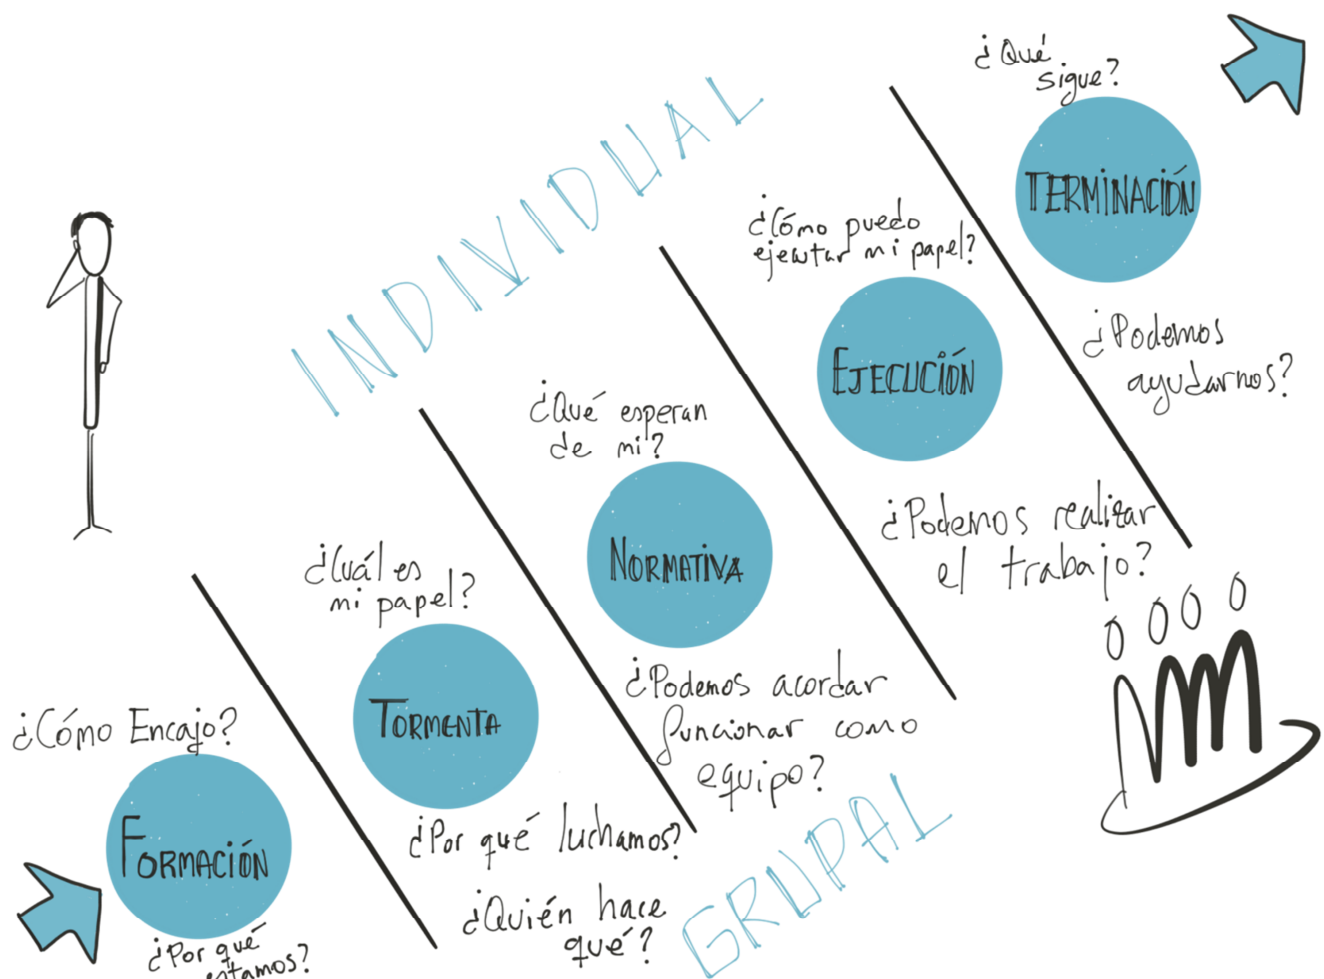 ¿Qué
sigue?
TERMINACIÓN
¿Podemos
ayudarnos?
INDIVIDUAL
¿Cómo puedo
ejecutar mi papel?
EJECUCIÓN
¿Podemos realizar
el trabajo?
¿Qué esperan
de mi?
NORMATIVA
¿Podemos acordar
funcionar como
equipo?
¿Cuál es
mi papel?
TORMENTA
¿Por qué luchamos?
¿Quién hace
qué?
¿Cómo Encajo?
FORMACIÓN
¿Por qué
estamos?
GRUPAL